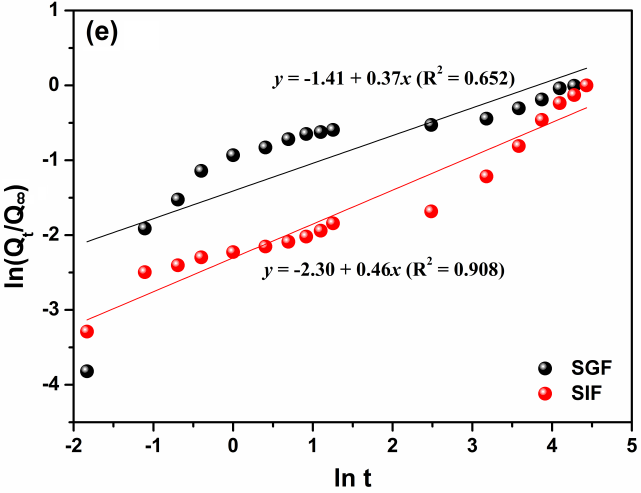 (e)
1
0
-1
-2
-3
-4
ln(Qt/Q∞)
y = -1.41 + 0.37x (R² = 0.652)
y = -2.30 + 0.46x (R² = 0.908)
SGF
SIF
-2 -1 0 1 2 3 4 5
ln t